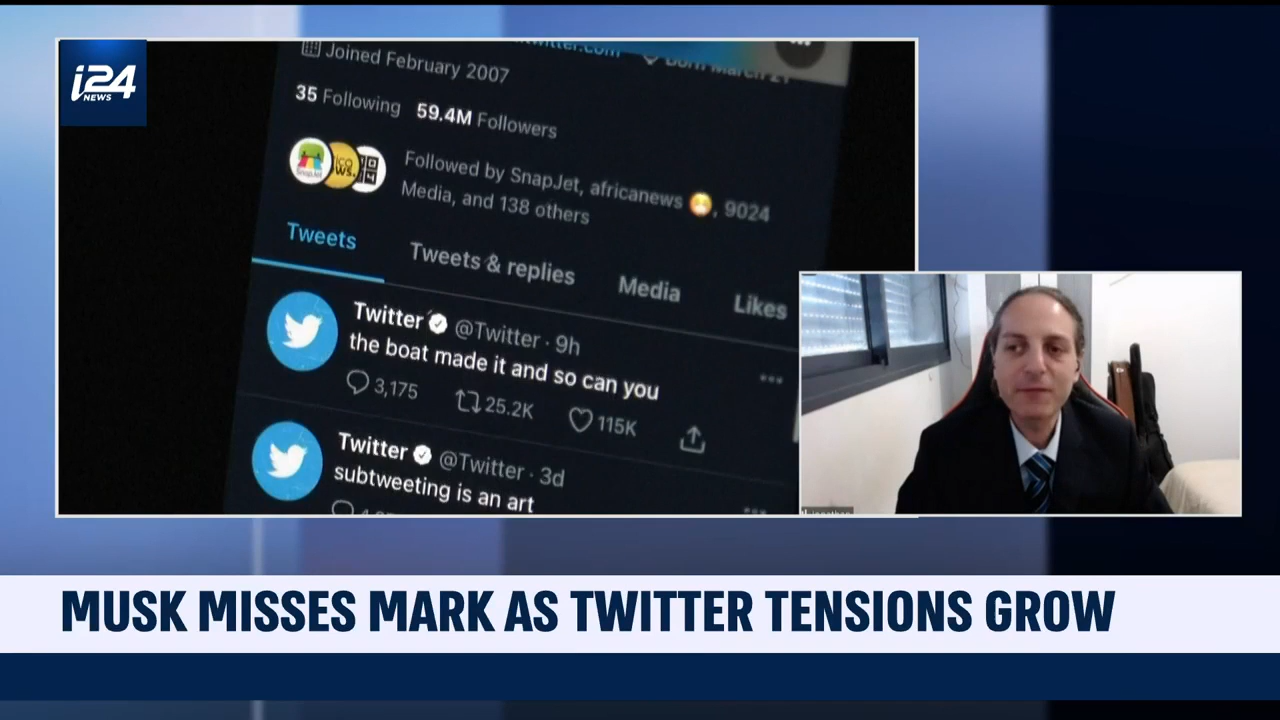 i24
NEWS
Joined February 2007
35 Following 59.4M Followers
Followed by SnapJet, africanews 😷, 9024
Media, and 138 others
SnapJet
Tweets Tweets & replies Media Likes
Twitter @Twitter · 9h
the boat made it and so can you
3,175 25.2K 115K
Twitter @Twitter · 3d
subtweeting is an art
MUSK MISSES MARK AS TWITTER TENSIONS GROW